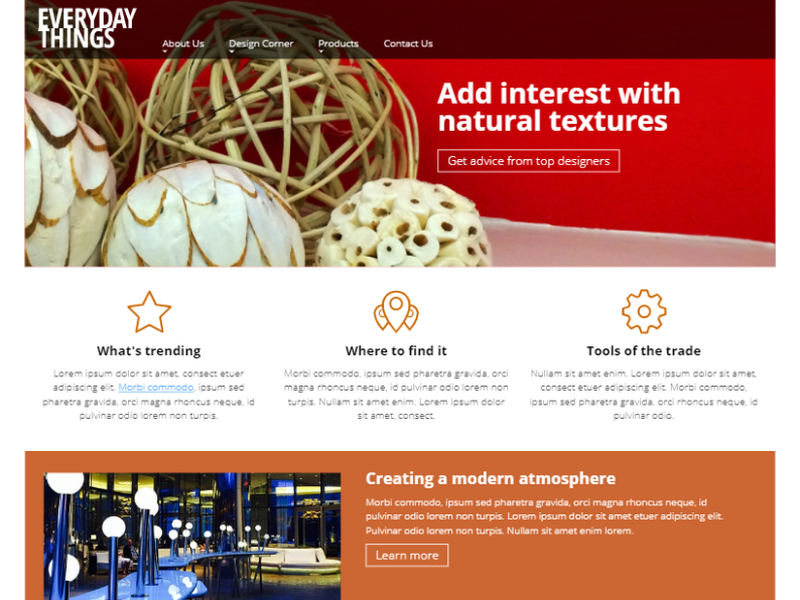 EVERYDAY
THINGS
About Us Design Corner Products Contact Us
Add interest with
natural textures
Get advice from top designers
What's trending
Lorem ipsum dolor sit amet, consect etuer
adipiscing elit. Morbi commodo, ipsum sed
pharetra gravida, orci magna rhoncus neque, id
pulvinar odio lorem non turpis.
Where to find it
Morbi commodo, ipsum sed pharetra gravida, orci
magna rhoncus neque, id pulvinar odio lorem non
turpis. Nullam sit amet enim. Lorem ipsum dolor
sit amet, consect.
Tools of the trade
Nullam sit amet enim. Lorem ipsum dolor sit amet,
consect etuer adipiscing elit. Morbi commodo,
ipsum sed pharetra gravida, orci rhoncus neque, id
pulvinar odio.
Creating a modern atmosphere
Morbi commodo, ipsum sed pharetra gravida, orci magna rhoncus neque, id
pulvinar odio lorem non turpis. Lorem ipsum dolor sit amet etuer adipiscing elit.
Pulvinar odio lorem non turpis. Nullam sit amet enim lorem.
Learn more